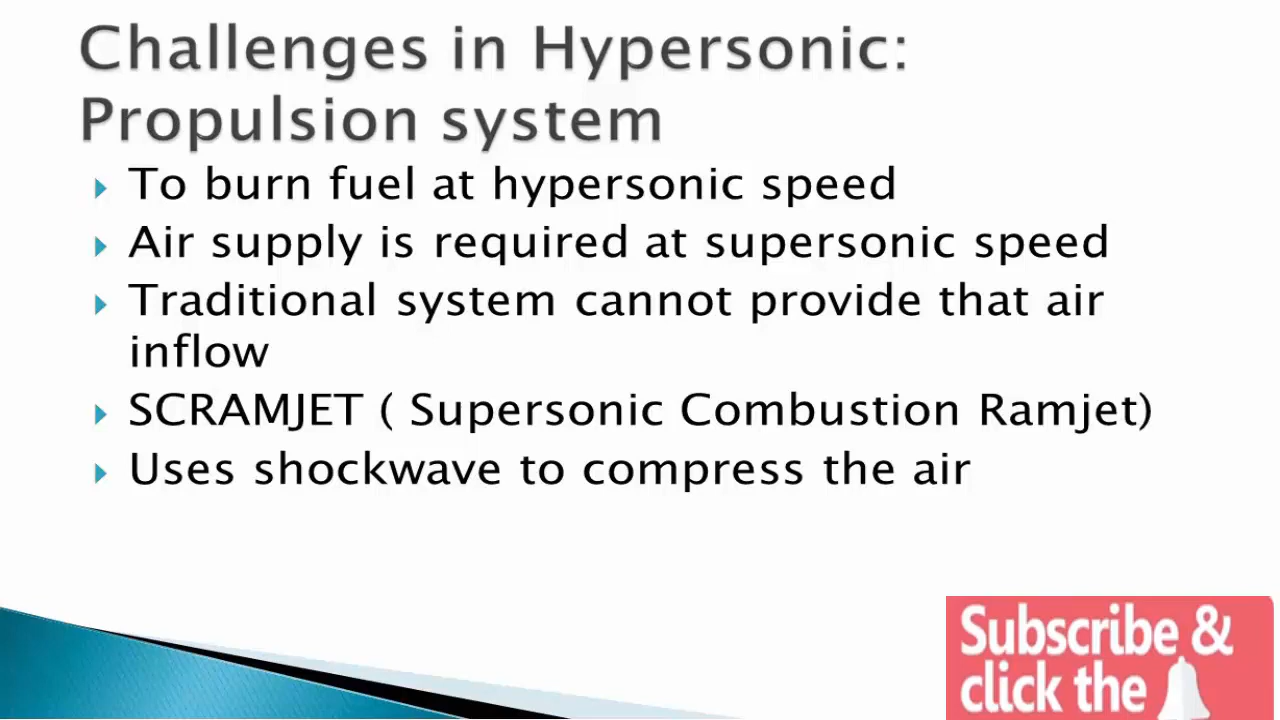 Challenges in Hypersonic:
Propulsion system
To burn fuel at hypersonic speed
Air supply is required at supersonic speed
Traditional system cannot provide that air
inflow
SCRAMJET ( Supersonic Combustion Ramjet)
Uses shockwave to compress the air
Subscribe &
click the